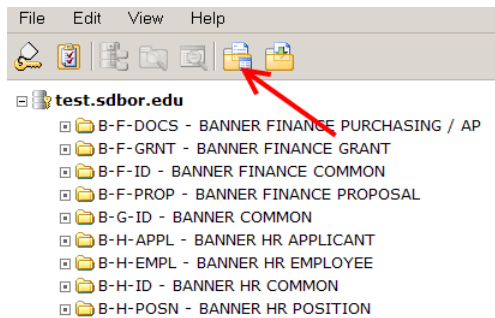 File Edit View Help
test.sdbor.edu
B-F-DOCS - BANNER FINANCE PURCHASING / AP
B-F-GRNT - BANNER FINANCE GRANT
B-F-ID - BANNER FINANCE COMMON
B-F-PROP - BANNER FINANCE PROPOSAL
B-G-ID - BANNER COMMON
B-H-APPL - BANNER HR APPLICANT
B-H-EMPL - BANNER HR EMPLOYEE
B-H-ID - BANNER HR COMMON
B-H-POSN - BANNER HR POSITION